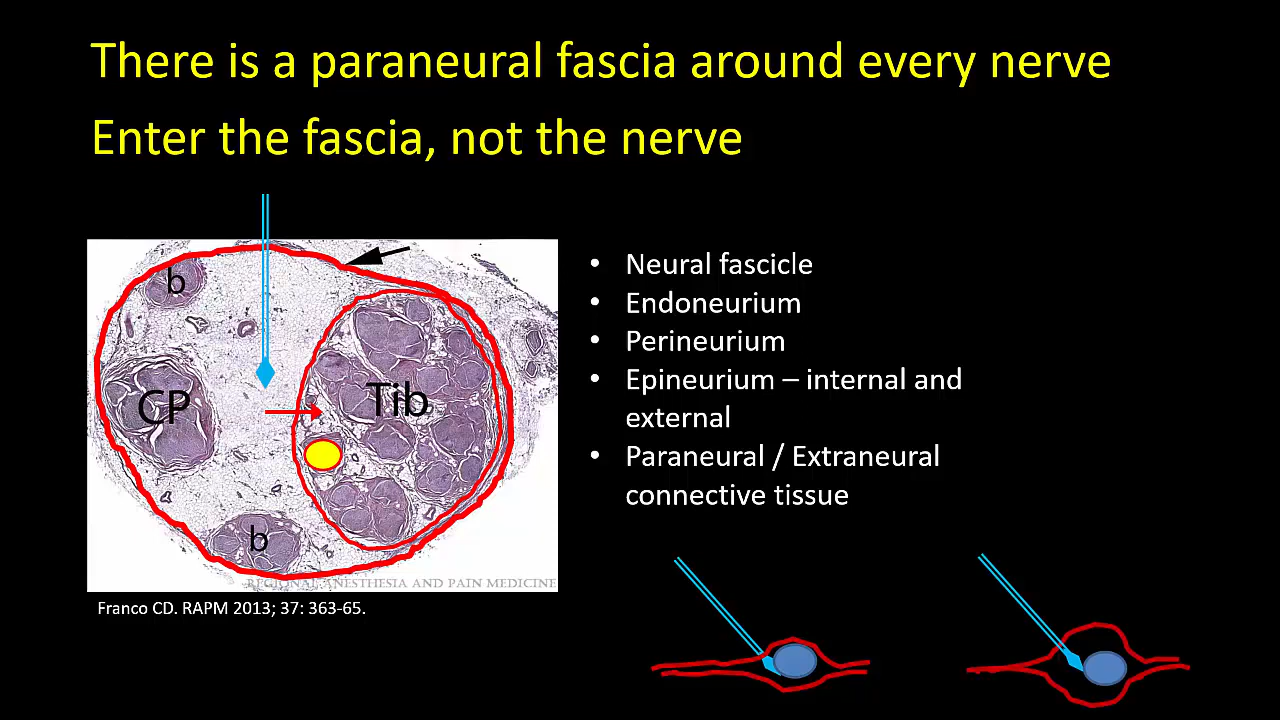 There is a paraneural fascia around every nerve
Enter the fascia, not the nerve
b
CP
Tib
b
REGIONAL ANESTHESIA AND PAIN MEDICINE
Franco CD. RAPM 2013; 37: 363-65.
• Neural fascicle
• Endoneurium
• Perineurium
• Epineurium – internal and
external
• Paraneural / Extraneural
connective tissue